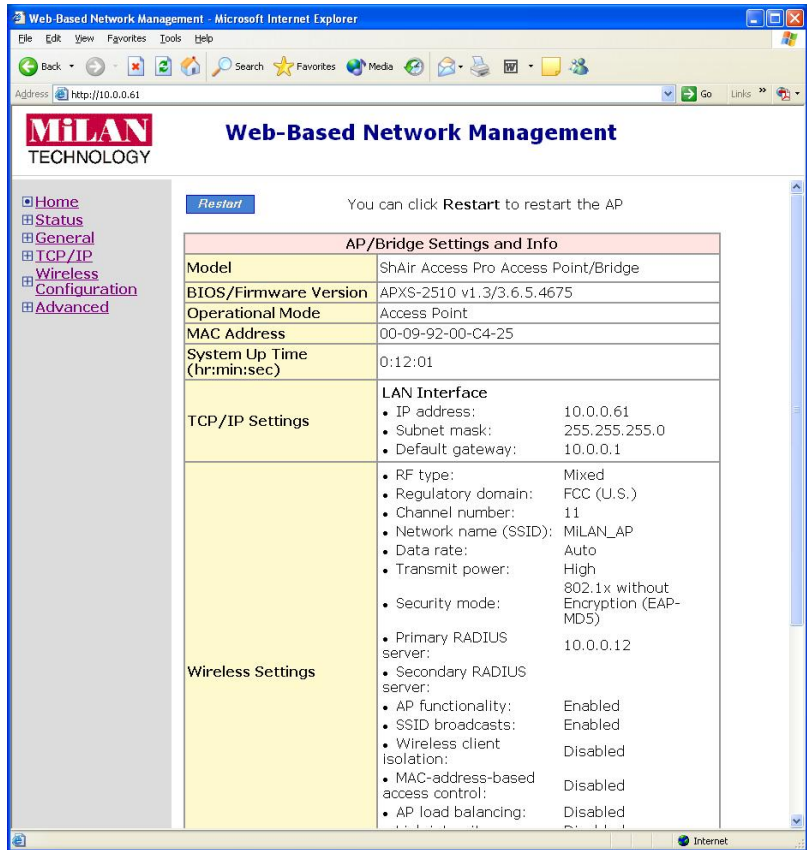 Web-Based Network Management - Microsoft Internet Explorer
File Edit View Favorites Tools Help
Back Search Favorites Media
Address http://10.0.0.61 Go Links »
MiLAN
TECHNOLOGY
Web-Based Network Management
Home
Status
General
TCP/IP
Wireless
Configuration
Advanced
Restart You can click Restart to restart the AP
AP/Bridge Settings and Info
Model ShAir Access Pro Access Point/Bridge
BIOS/Firmware Version APXS-2510 v1.3/3.6.5.4675
Operational Mode Access Point
MAC Address 00-09-92-00-C4-25
System Up Time
(hr:min:sec) 0:12:01
TCP/IP Settings
LAN Interface
• IP address: 10.0.0.61
• Subnet mask: 255.255.255.0
• Default gateway: 10.0.0.1
Wireless Settings
• RF type: Mixed
• Regulatory domain: FCC (U.S.)
• Channel number: 11
• Network name (SSID): MiLAN_AP
• Data rate: Auto
• Transmit power: High
• Security mode: 802.1x without
Encryption (EAP-
MD5)
• Primary RADIUS
server: 10.0.0.12
• Secondary RADIUS
server:
• AP functionality: Enabled
• SSID broadcasts: Enabled
• Wireless client
isolation: Disabled
• MAC-address-based
access control: Disabled
• AP load balancing: Disabled
Internet